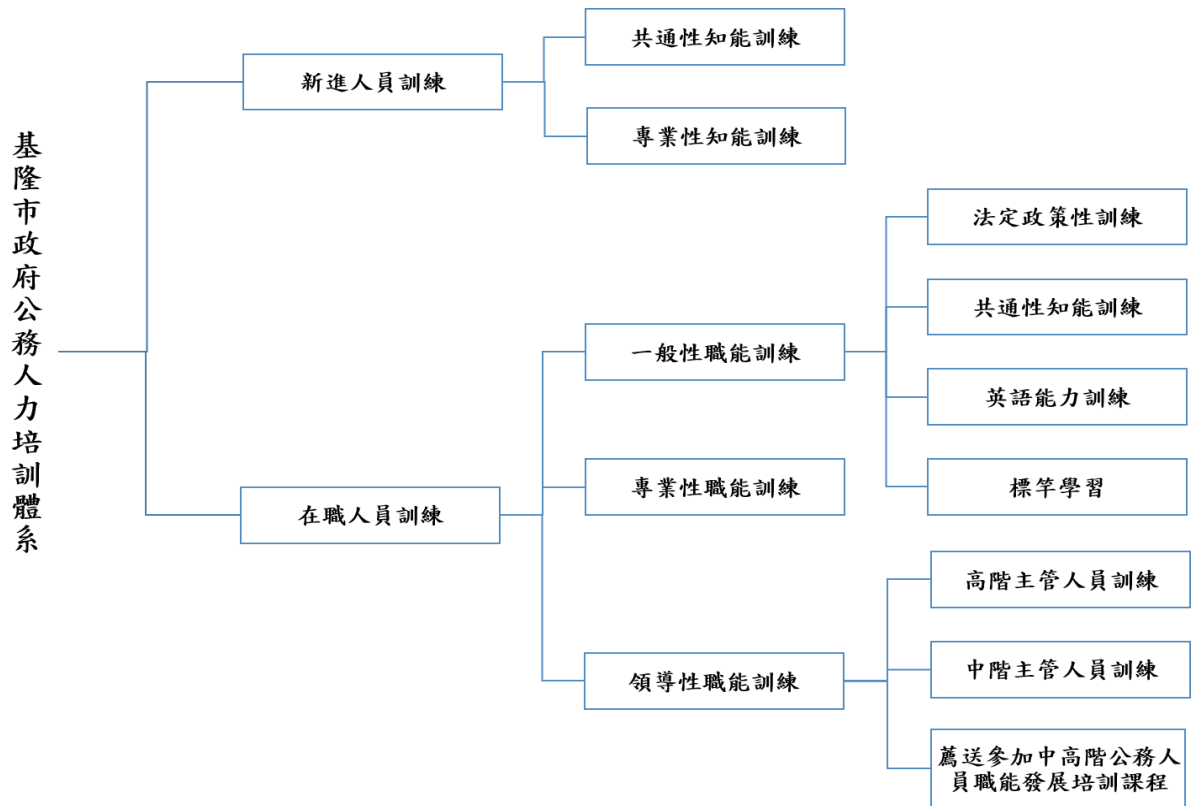 基隆市政府公務人力培訓體系
新進人員訓練
共通性知能訓練
專業性知能訓練
在職人員訓練
一般性職能訓練
法定政策性訓練
共通性知能訓練
英語能力訓練
標竿學習
專業性職能訓練
領導性職能訓練
高階主管人員訓練
中階主管人員訓練
薦送參加中高階公務人
員職能發展培訓課程